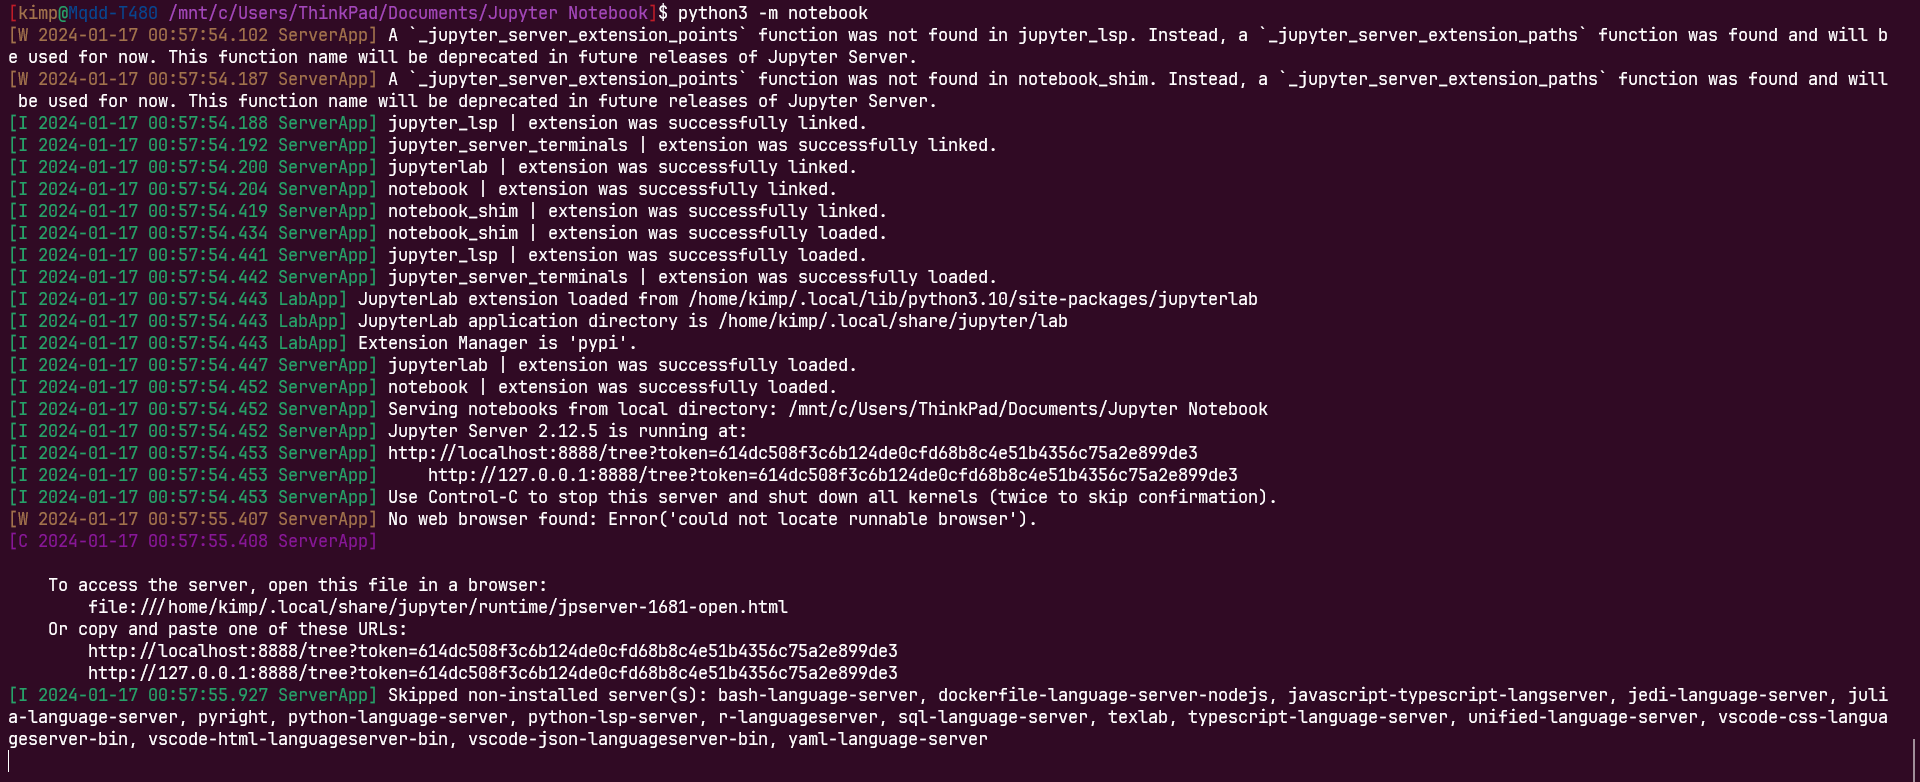 [kimp@Mqdd-T480 /mnt/c/Users/ThinkPad/Documents/Jupyter Notebook]$ python3 -m notebook
[W 2024-01-17 00:57:54.102 ServerApp] A `_jupyter_server_extension_points` function was not found in jupyter_lsp. Instead, a `_jupyter_server_extension_paths` function was found and will b
e used for now. This function name will be deprecated in future releases of Jupyter Server.
[W 2024-01-17 00:57:54.187 ServerApp] A `_jupyter_server_extension_points` function was not found in notebook_shim. Instead, a `_jupyter_server_extension_paths` function was found and will
 be used for now. This function name will be deprecated in future releases of Jupyter Server.
[I 2024-01-17 00:57:54.188 ServerApp] jupyter_lsp | extension was successfully linked.
[I 2024-01-17 00:57:54.192 ServerApp] jupyter_server_terminals | extension was successfully linked.
[I 2024-01-17 00:57:54.200 ServerApp] jupyterlab | extension was successfully linked.
[I 2024-01-17 00:57:54.204 ServerApp] notebook | extension was successfully linked.
[I 2024-01-17 00:57:54.419 ServerApp] notebook_shim | extension was successfully linked.
[I 2024-01-17 00:57:54.434 ServerApp] notebook_shim | extension was successfully loaded.
[I 2024-01-17 00:57:54.441 ServerApp] jupyter_lsp | extension was successfully loaded.
[I 2024-01-17 00:57:54.442 ServerApp] jupyter_server_terminals | extension was successfully loaded.
[I 2024-01-17 00:57:54.443 LabApp] JupyterLab extension loaded from /home/kimp/.local/lib/python3.10/site-packages/jupyterlab
[I 2024-01-17 00:57:54.443 LabApp] JupyterLab application directory is /home/kimp/.local/share/jupyter/lab
[I 2024-01-17 00:57:54.443 LabApp] Extension Manager is 'pypi'.
[I 2024-01-17 00:57:54.447 ServerApp] jupyterlab | extension was successfully loaded.
[I 2024-01-17 00:57:54.452 ServerApp] notebook | extension was successfully loaded.
[I 2024-01-17 00:57:54.452 ServerApp] Serving notebooks from local directory: /mnt/c/Users/ThinkPad/Documents/Jupyter Notebook
[I 2024-01-17 00:57:54.452 ServerApp] Jupyter Server 2.12.5 is running at:
[I 2024-01-17 00:57:54.453 ServerApp] http://localhost:8888/tree?token=614dc508f3c6b124de0cfd68b8c4e51b4356c75a2e899de3
[I 2024-01-17 00:57:54.453 ServerApp]     http://127.0.0.1:8888/tree?token=614dc508f3c6b124de0cfd68b8c4e51b4356c75a2e899de3
[I 2024-01-17 00:57:54.453 ServerApp] Use Control-C to stop this server and shut down all kernels (twice to skip confirmation).
[W 2024-01-17 00:57:55.407 ServerApp] No web browser found: Error('could not locate runnable browser').
[C 2024-01-17 00:57:55.408 ServerApp]
    To access the server, open this file in a browser:
        file:///home/kimp/.local/share/jupyter/runtime/jpserver-1681-open.html
    Or copy and paste one of these URLs:
        http://localhost:8888/tree?token=614dc508f3c6b124de0cfd68b8c4e51b4356c75a2e899de3
        http://127.0.0.1:8888/tree?token=614dc508f3c6b124de0cfd68b8c4e51b4356c75a2e899de3
[I 2024-01-17 00:57:55.927 ServerApp] Skipped non-installed server(s): bash-language-server, dockerfile-language-server-nodejs, javascript-typescript-langserver, jedi-language-server, juli
a-language-server, pyright, python-language-server, python-lsp-server, r-languageserver, sql-language-server, texlab, typescript-language-server, unified-language-server, vscode-css-langua
geserver-bin, vscode-html-languageserver-bin, vscode-json-languageserver-bin, yaml-language-server